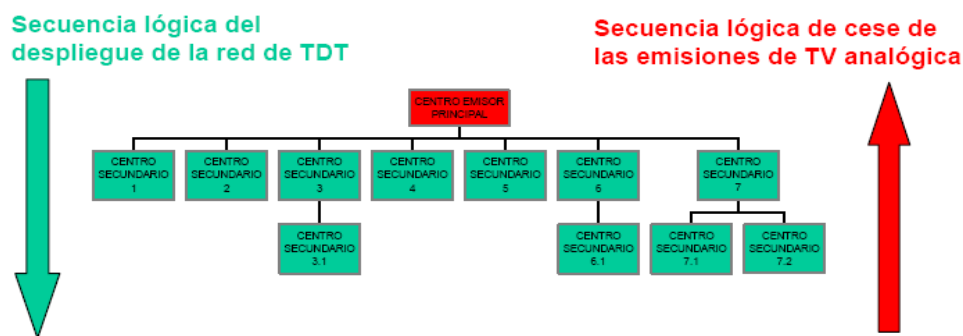 Secuencia lógica del
despliegue de la red de TDT
Secuencia lógica de cese de
las emisiones de TV analógica
CENTRO EMISOR
PRINCIPAL
CENTRO
SECUNDARIO
1
CENTRO
SECUNDARIO
2
CENTRO
SECUNDARIO
3
CENTRO
SECUNDARIO
4
CENTRO
SECUNDARIO
5
CENTRO
SECUNDARIO
6
CENTRO
SECUNDARIO
7
CENTRO
SECUNDARIO
3.1
CENTRO
SECUNDARIO
6.1
CENTRO
SECUNDARIO
7.1
CENTRO
SECUNDARIO
7.2